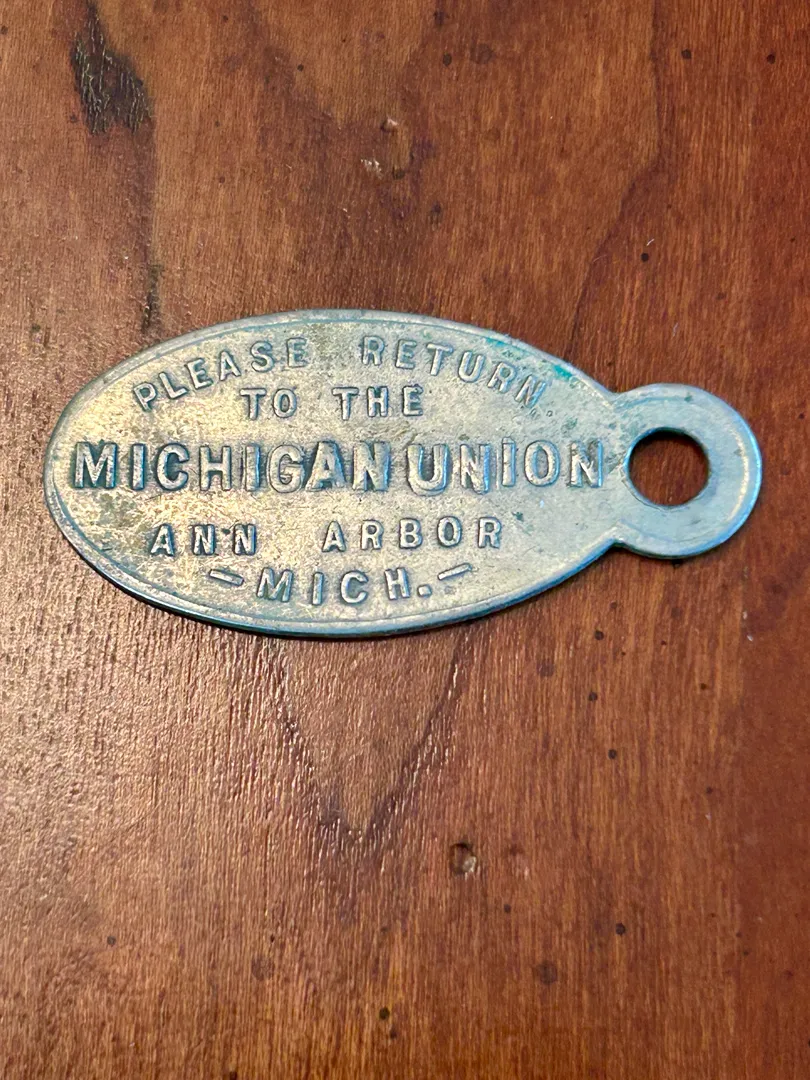 PLEASE RETURN
TO THE
MICHIGAN UNION
ANN ARBOR
-MICH.-